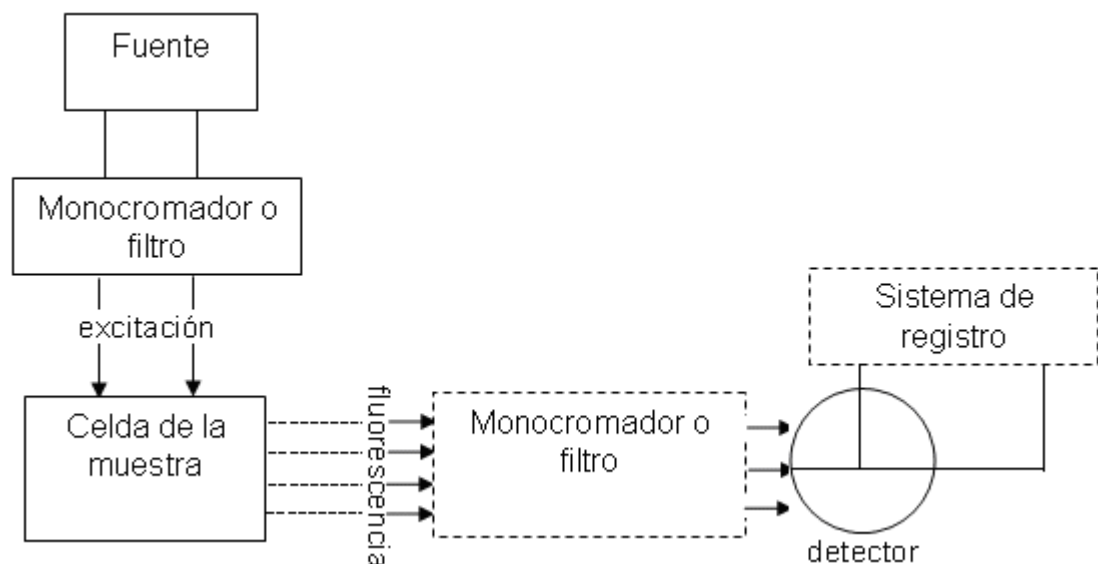 Fuente
Monocromador o
filtro
excitación
Celda de la
muestra
fluorescencia
Monocromador o
filtro
Sistema de
registro
detector